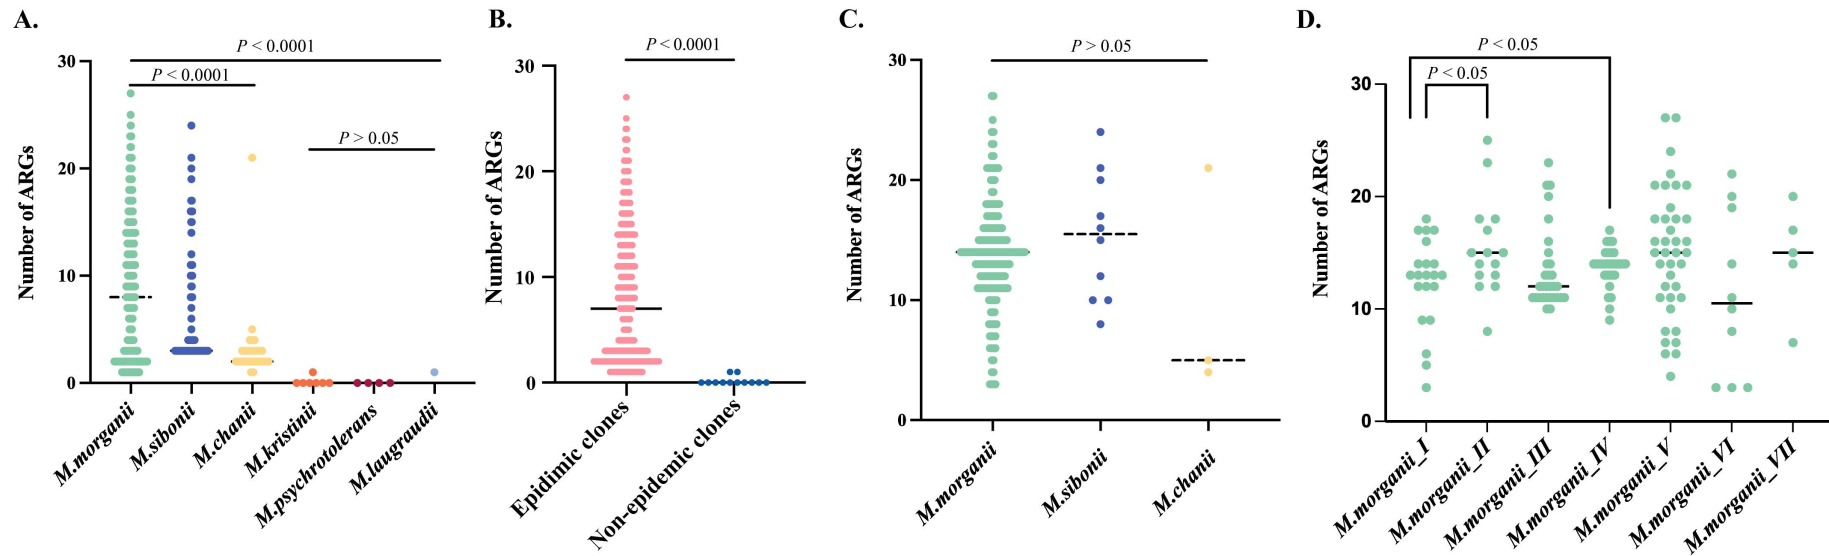 A.
P < 0.0001
P < 0.0001
P > 0.05
Number of ARGs
30
20
10
0
M.morganii
M.sibonii
M.chanii
M.kristinii
M.psychrotolerans
M.laugraudii
B.
P < 0.0001
Number of ARGs
30
20
10
0
Epidimic clones
Non-epidemic clones
C.
P > 0.05
Number of ARGs
30
20
10
0
M.morganii
M.sibonii
M.chanii
D.
P < 0.05
P < 0.05
Number of ARGs
30
20
10
0
M.morganii_I
M.morganii_II
M.morganii_III
M.morganii_IV
M.morganii_V
M.morganii_VI
M.morganii_VII